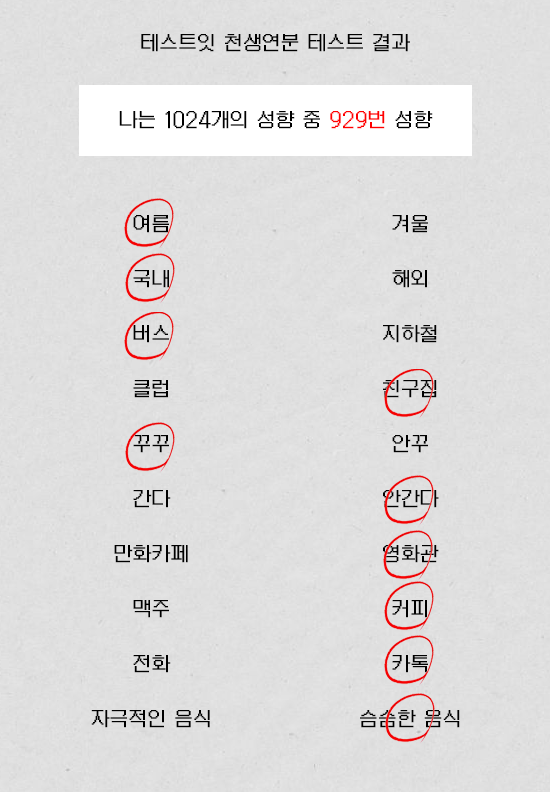 테스트잇 천생연분 테스트 결과
나는 1024개의 성향 중 929번 성향
여름 겨울
국내 해외
버스 지하철
클럽 친구집
꾸꾸 안꾸
간다 안간다
만화카페 영화관
맥주 커피
전화 카톡
자극적인 음식 슴슴한 음식